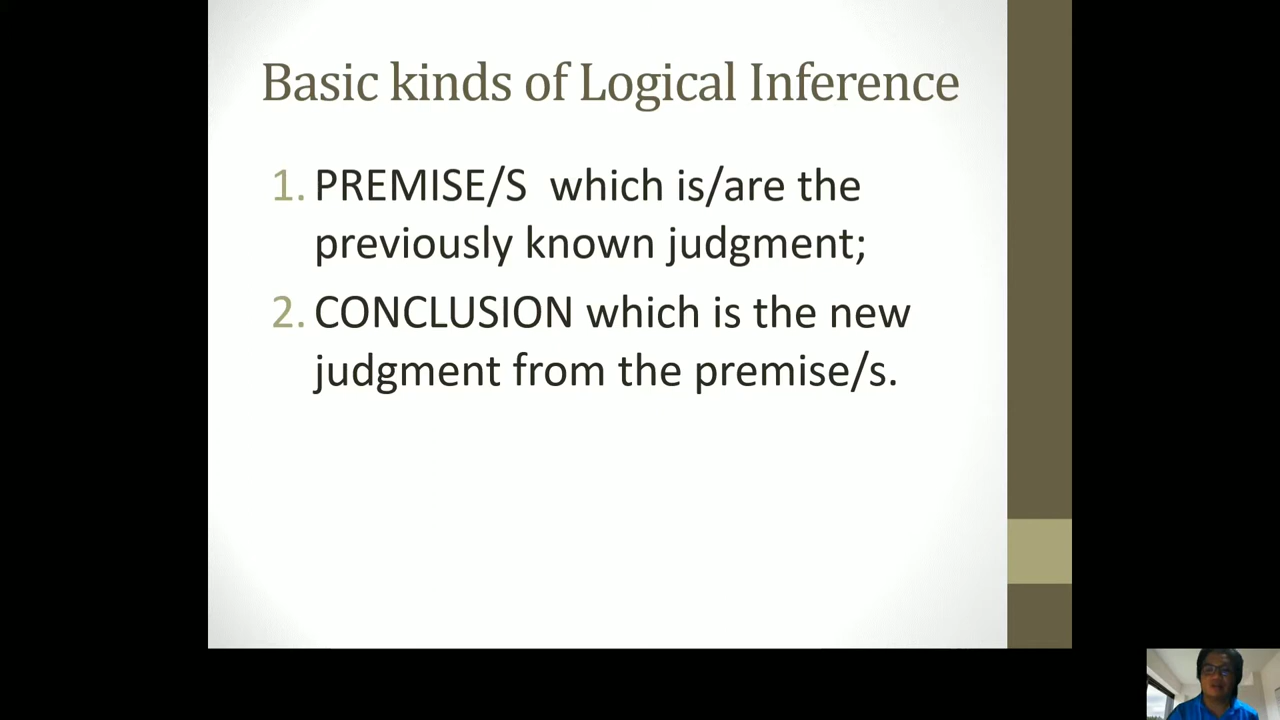 Basic kinds of Logical Inference
1. PREMISE/S which is/are the
previously known judgment;
2. CONCLUSION which is the new
judgment from the premise/s.